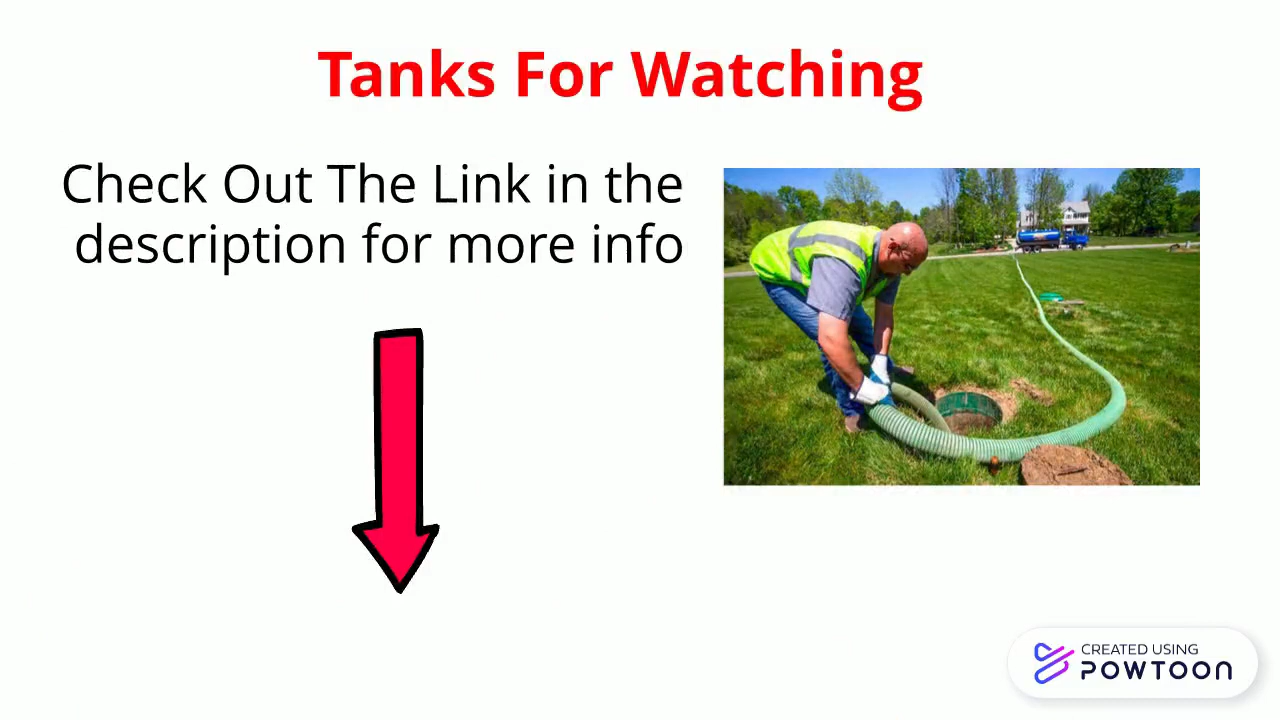 Tanks For Watching
Check Out The Link in the
description for more info
CREATED USING
POWTOON